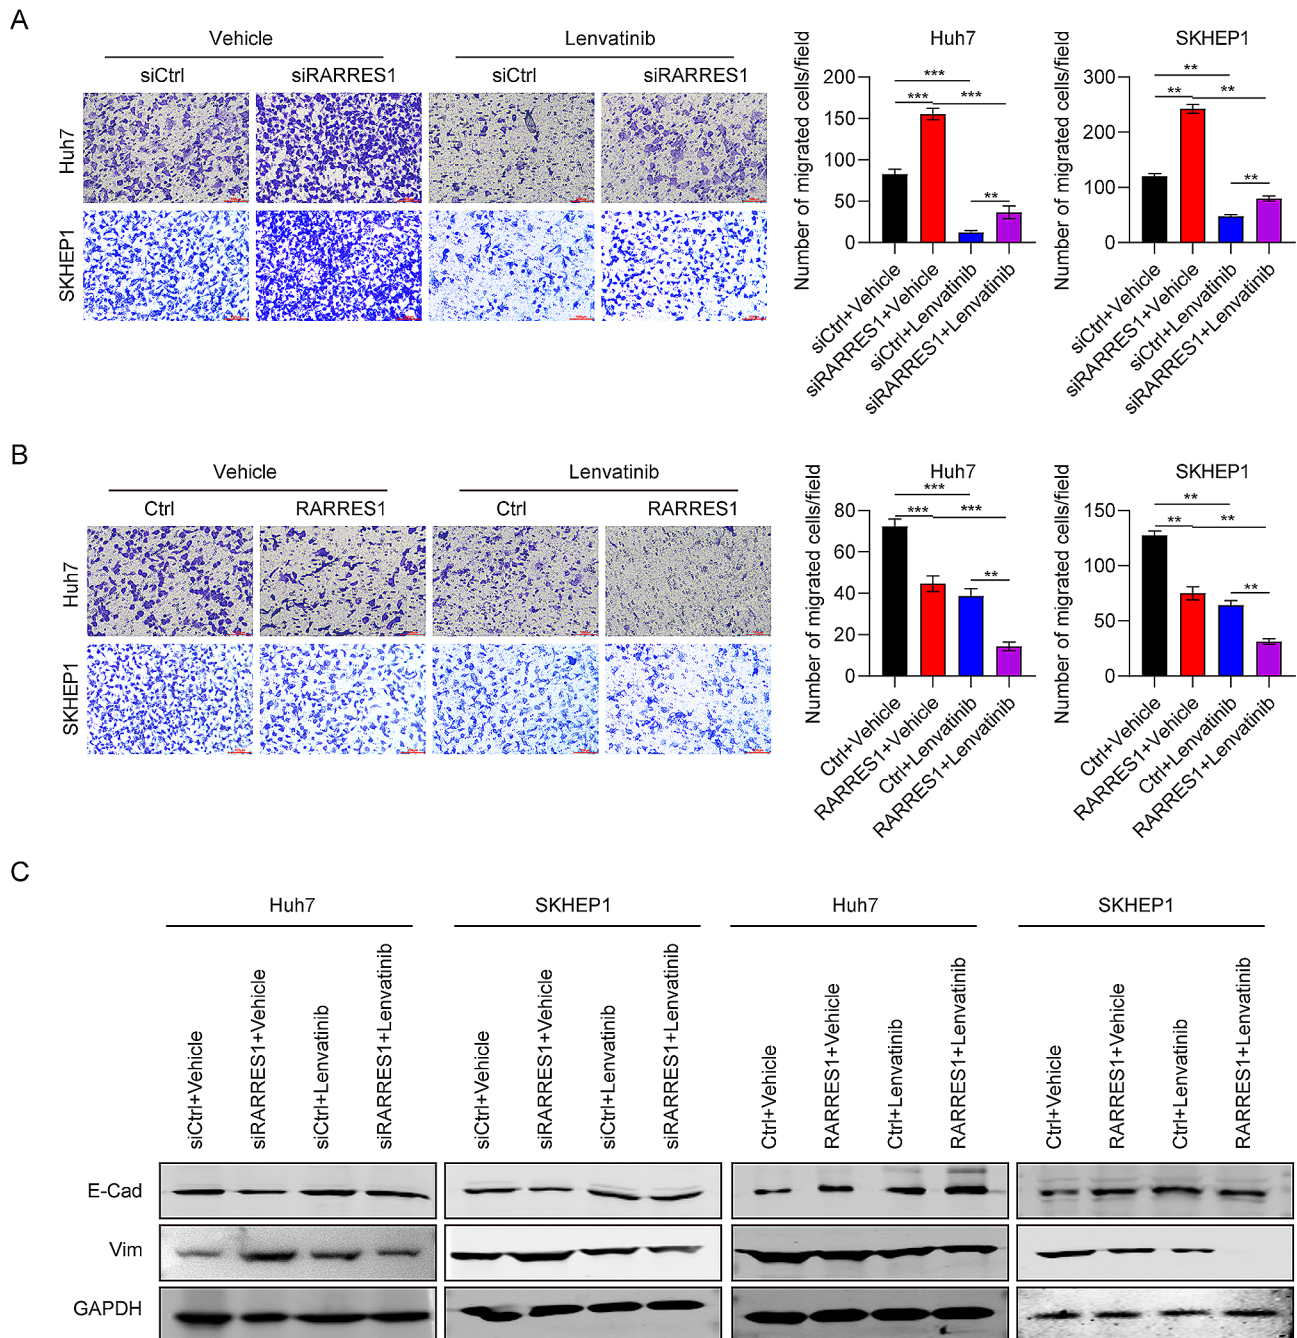 A
Vehicle
Lenvatinib
siCtrl
siRARRES1
siCtrl
siRARRES1
Huh7
SKHEP1
Huh7
Number of migrated cells/field
200
150
100
50
0
***
*** ***
**
siCtrl+Vehicle
siRARRES1+Vehicle
siCtrl+Lenvatinib
siRARRES1+Lenvatinib
SKHEP1
Number of migrated cells/field
300
200
100
0
**
** **
**
siCtrl+Vehicle
siRARRES1+Vehicle
siCtrl+Lenvatinib
siRARRES1+Lenvatinib
B
Vehicle
Lenvatinib
Ctrl
RARRES1
Ctrl
RARRES1
Huh7
SKHEP1
Huh7
Number of migrated cells/field
80
60
40
20
0
***
*** ***
**
Ctrl+Vehicle
RARRES1+Vehicle
Ctrl+Lenvatinib
RARRES1+Lenvatinib
SKHEP1
Number of migrated cells/field
150
100
50
0
**
** **
**
Ctrl+Vehicle
RARRES1+Vehicle
Ctrl+Lenvatinib
RARRES1+Lenvatinib
C
Huh7
SKHEP1
Huh7
SKHEP1
siCtrl+Vehicle
siRARRES1+Vehicle
siCtrl+Lenvatinib
siRARRES1+Lenvatinib
siCtrl+Vehicle
siRARRES1+Vehicle
siCtrl+Lenvatinib
siRARRES1+Lenvatinib
Ctrl+Vehicle
RARRES1+Vehicle
Ctrl+Lenvatinib
RARRES1+Lenvatinib
Ctrl+Vehicle
RARRES1+Vehicle
Ctrl+Lenvatinib
RARRES1+Lenvatinib
E-Cad
Vim
GAPDH